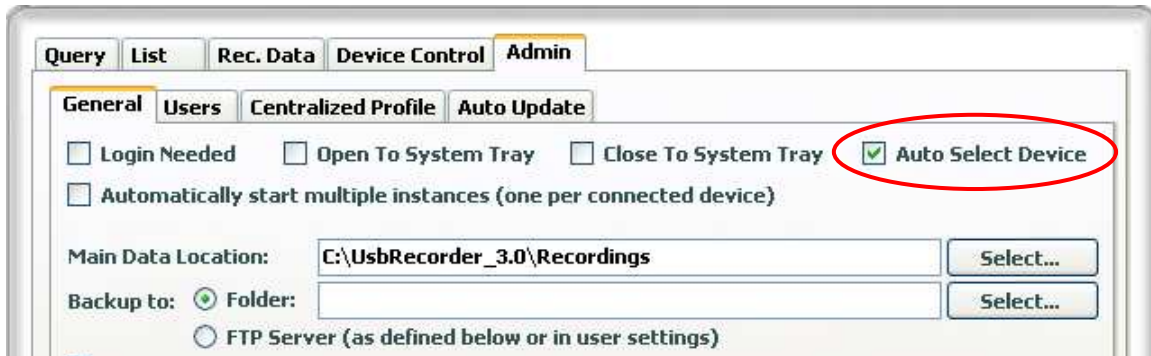 Query List Rec. Data Device Control Admin
General Users Centralized Profile Auto Update
Login Needed Open To System Tray Close To System Tray Auto Select Device
Automatically start multiple instances (one per connected device)
Main Data Location: C:\UsbRecorder_3.0\Recordings Select...
Backup to: Folder: Select...
FTP Server (as defined below or in user settings)